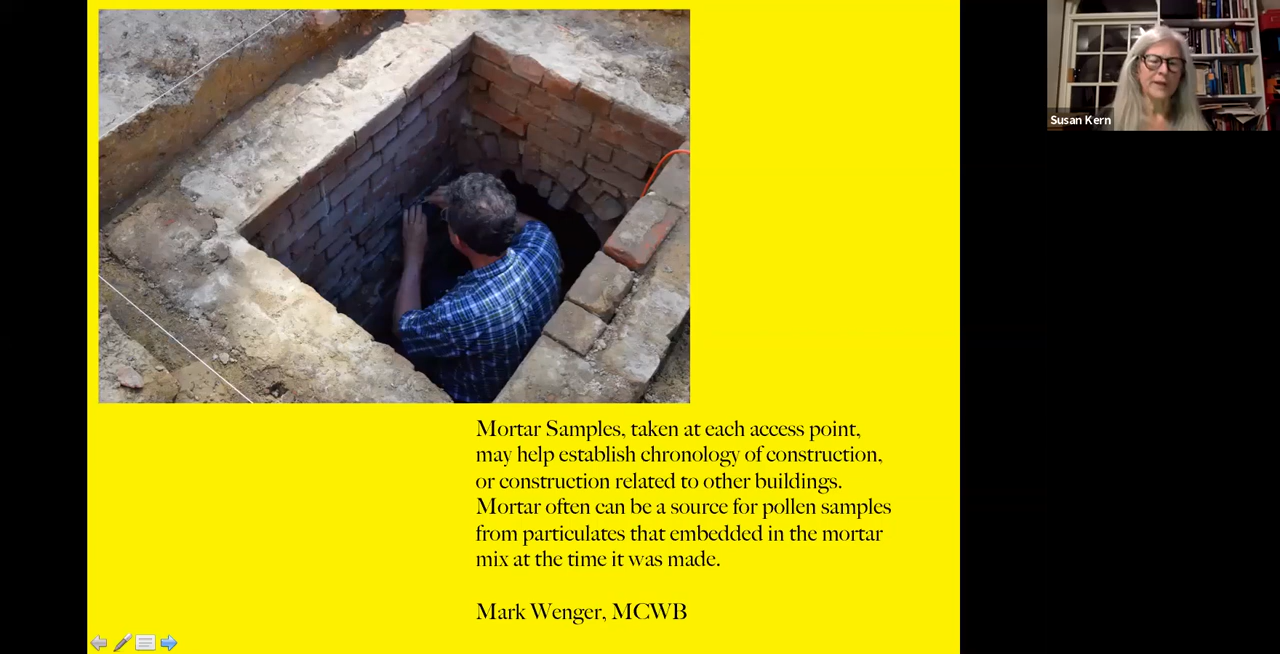 Susan Kern
Mortar Samples, taken at each access point,
may help establish chronology of construction,
or construction related to other buildings.
Mortar often can be a source for pollen samples
from particulates that embedded in the mortar
mix at the time it was made.
Mark Wenger, MCWB